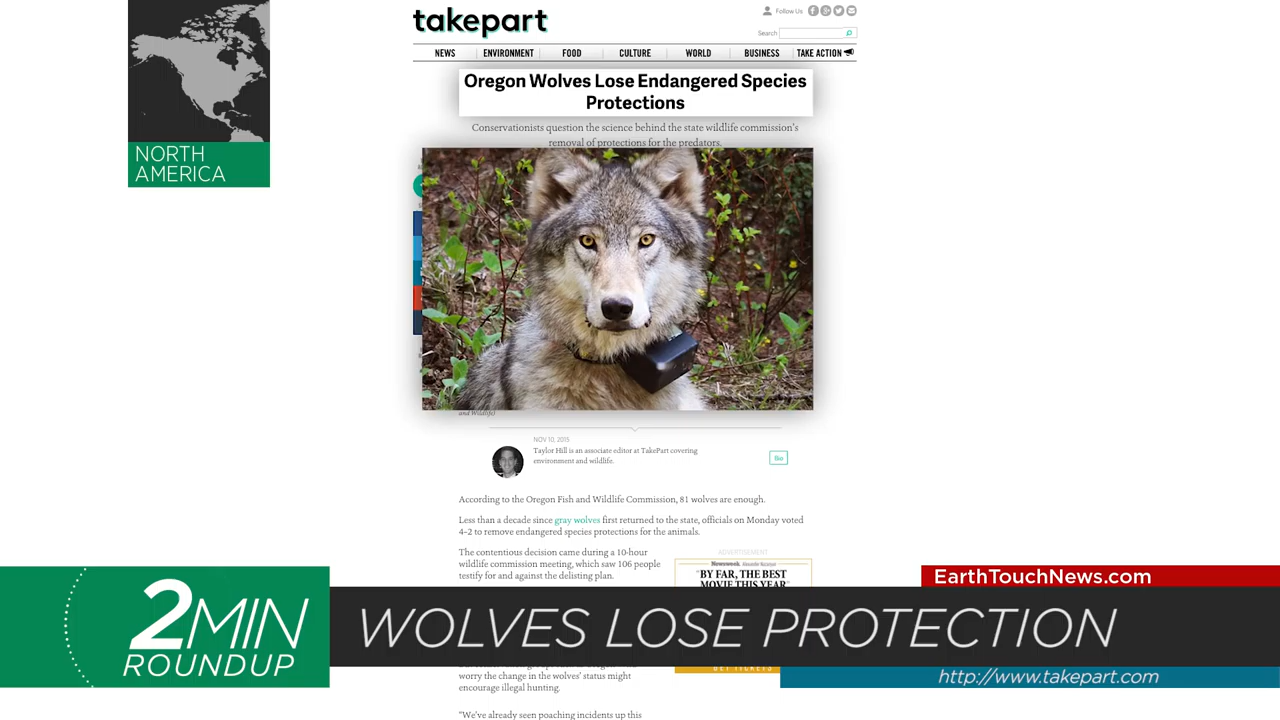 takepart
Follow Us
Search
NEWS ENVIRONMENT FOOD CULTURE WORLD BUSINESS TAKE ACTION
NORTH
AMERICA
Oregon Wolves Lose Endangered Species
Protections
Conservationists question the science behind the state wildlife commission's
removal of protections for the predators.
and Wildlife)
NOV 10, 2015
Taylor Hill is an associate editor at TakePart covering
environment and wildlife.
Bio
According to the Oregon Fish and Wildlife Commission, 81 wolves are enough.
Less than a decade since gray wolves first returned to the state, officials on Monday voted
4-2 to remove endangered species protections for the animals.
The contentious decision came during a 10-hour
wildlife commission meeting, which saw 106 people
testify for and against the delisting plan.
ADVERTISEMENT
Newsweek
"BY FAR, THE BEST
MOVIE THIS YEAR"
EarthTouchNews.com
2MIN
ROUNDUP
WOLVES LOSE PROTECTION
http://www.takepart.com
GET TICKETS
worry the change in the wolves' status might
encourage illegal hunting.
"We've already seen poaching incidents up this